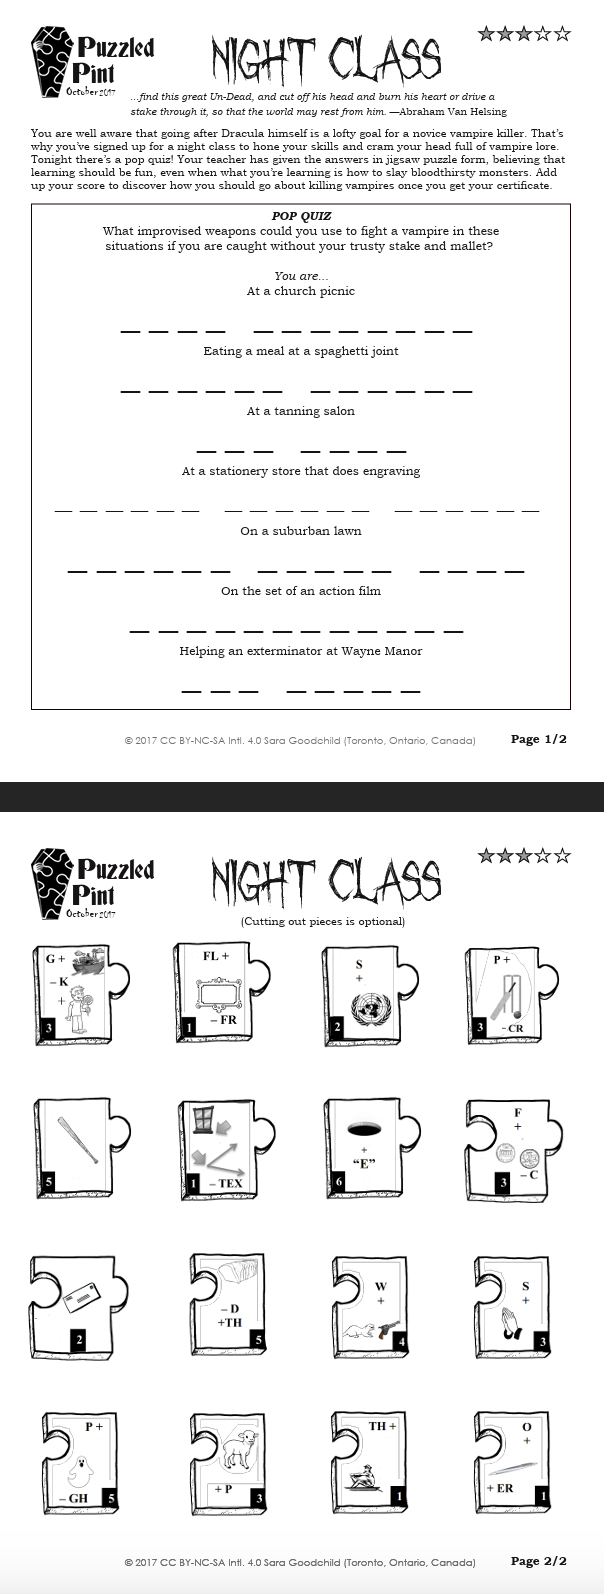 Puzzled
Pint
October 2017
NIGHT CLASS
...find this great Un-Dead, and cut off his head and burn his heart or drive a
stake through it, so that the world may rest from him. —Abraham Van Helsing
You are well aware that going after Dracula himself is a lofty goal for a novice vampire killer. That's
why you've signed up for a night class to hone your skills and cram your head full of vampire lore.
Tonight there's a pop quiz! Your teacher has given the answers in jigsaw puzzle form, believing that
learning should be fun, even when what you're learning is how to slay bloodthirsty monsters. Add
up your score to discover how you should go about killing vampires once you get your certificate.
POP QUIZ
What improvised weapons could you use to fight a vampire in these
situations if you are caught without your trusty stake and mallet?
You are...
At a church picnic
Eating a meal at a spaghetti joint
At a tanning salon
At a stationery store that does engraving
On a suburban lawn
On the set of an action film
Helping an exterminator at Wayne Manor
© 2017 CC BY-NC-SA Intl. 4.0 Sara Goodchild (Toronto, Ontario, Canada)
Page 1/2
Puzzled
Pint
October 2017
NIGHT CLASS
(Cutting out pieces is optional)
G +
– K
+
3
FL +
– FR
1
S
+
2
P +
- CR
3
5
1
– TEX
+
"E"
6
F
+
– C
3
2
– D
+TH
5
W
+
4
S
+
3
P +
– GH
5
+ P
3
TH +
1
O
+
+ ER
1
© 2017 CC BY-NC-SA Intl. 4.0 Sara Goodchild (Toronto, Ontario, Canada)
Page 2/2